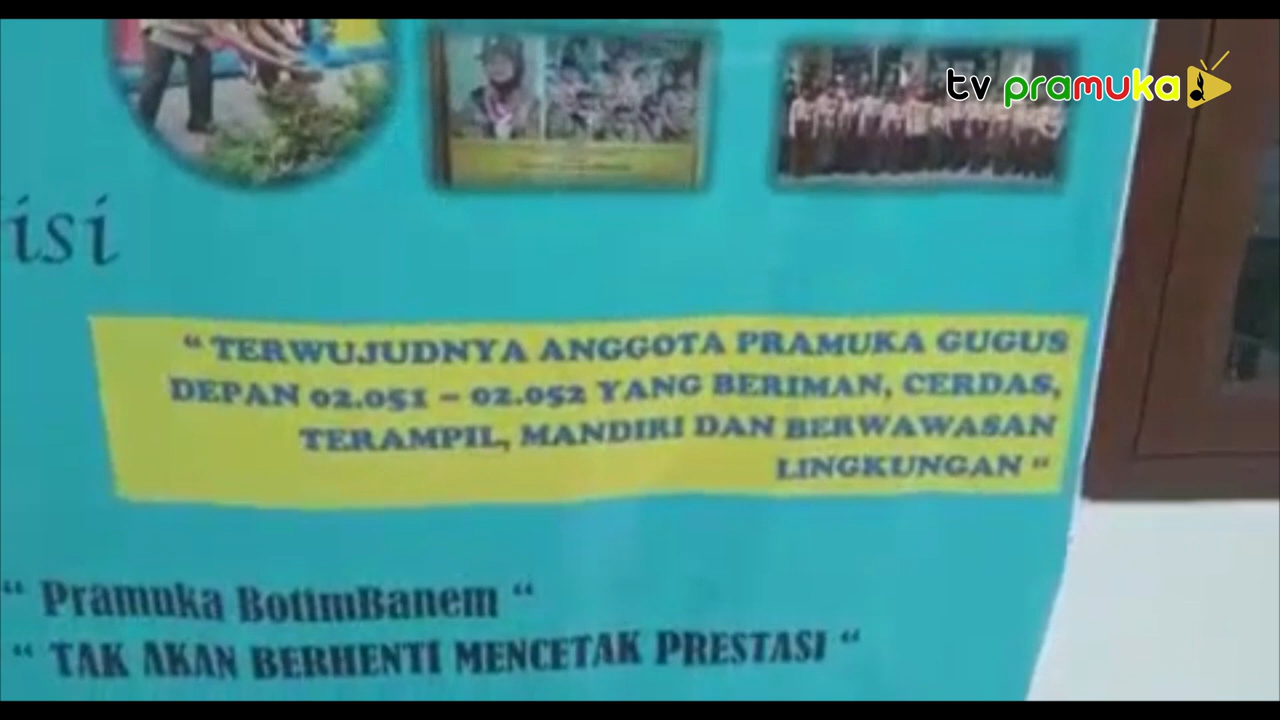 tv pramuka
isi
“ TERWUJUDNYA ANGGOTA PRAMUKA GUGUS
DEPAN 02.051 – 02.052 YANG BERIMAN, CERDAS,
TERAMPIL, MANDIRI DAN BERWAWASAN
LINGKUNGAN “
“ Pramuka BotimBanem “
“ TAK AKAN BERHENTI MENCETAK PRESTASI “